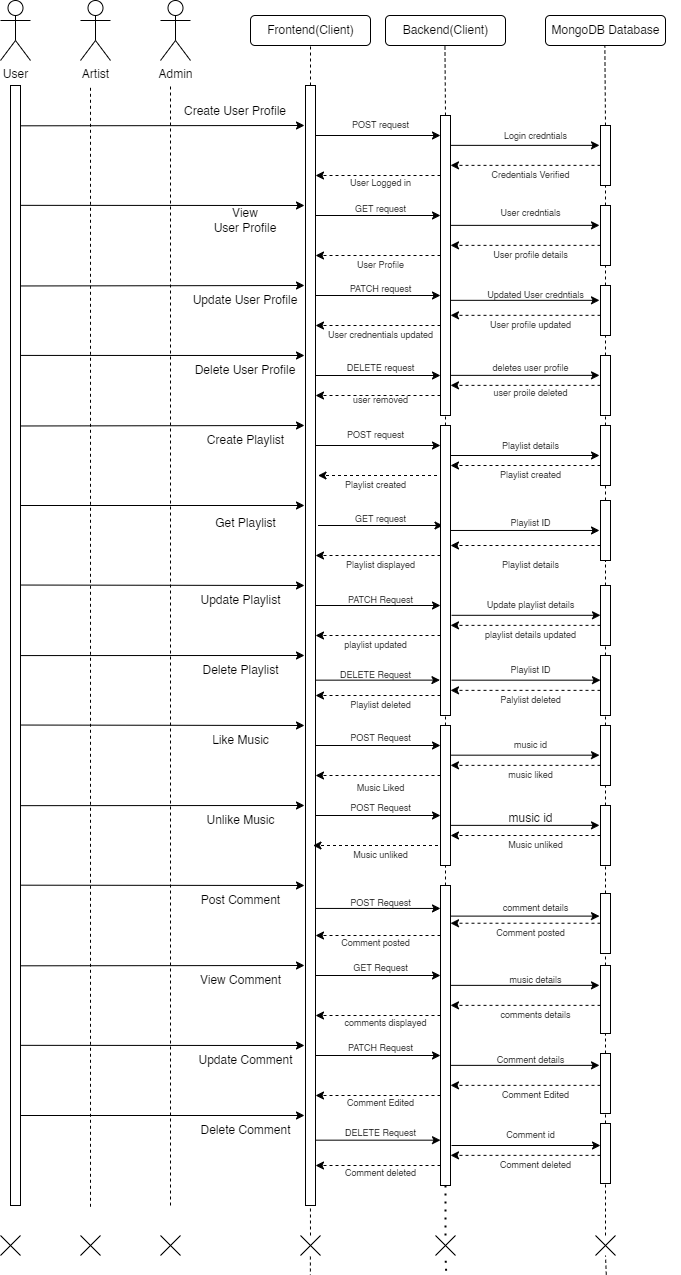 Frontend(Client)
Backend(Client)
MongoDB Database
User
Artist
Admin
Create User Profile
POST request
Login credntials
Credentials Verified
User Logged in
View
User Profile
GET request
User credntials
User profile details
User Profile
Update User Profile
PATCH request
Updated User credntials
User profile updated
User crednentials updated
Delete User Profile
DELETE request
deletes user profile
user proile deleted
user removed
Create Playlist
POST request
Playlist details
Playlist created
Playlist created
Get Playlist
GET request
Playlist ID
Playlist displayed
Playlist details
Update Playlist
PATCH Request
Update playlist details
playlist details updated
playlist updated
Delete Playlist
DELETE Request
Playlist ID
Palylist deleted
Playlist deleted
Like Music
POST Request
music id
music liked
Music Liked
Unlike Music
POST Request
music id
Music unliked
Music unliked
Post Comment
POST Request
comment details
Comment posted
Comment posted
View Comment
GET Request
music details
comments details
comments displayed
Update Comment
PATCH Request
Comment details
Comment Edited
Comment Edited
Delete Comment
DELETE Request
Comment id
Comment deleted
Comment deleted